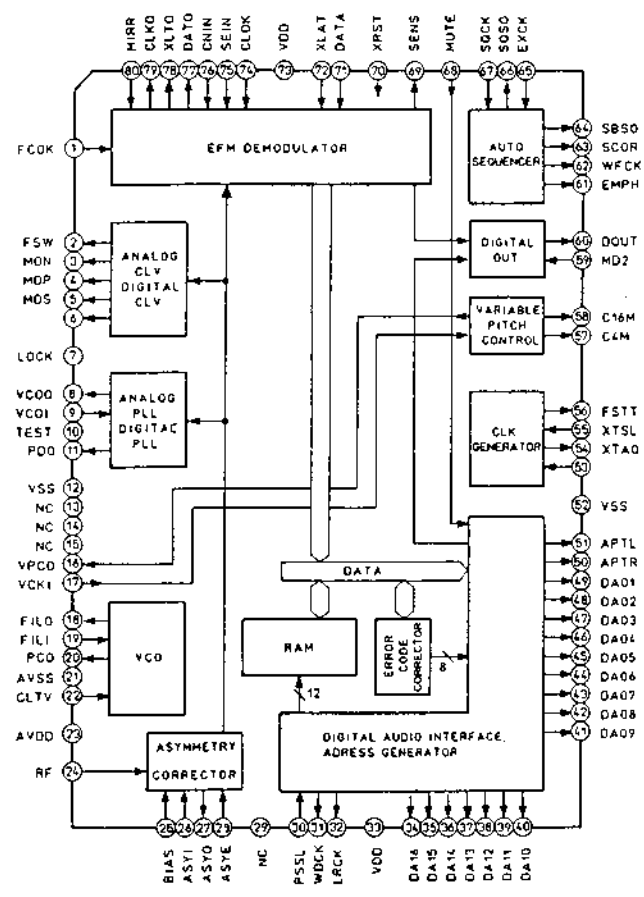 MIRR CLKO XLTO DATO CNIN SEIN CLOK VDD XLAT DATA XRST SENS MUTE SQCK SQSO EXCK
80 79 78 77 76 75 74 73 72 71 70 69 68 67 66 65
FCOK 1
EFM DEMODULATOR
AUTO
SEQUENCER
64 SBSO
63 SCOR
62 WFCK
61 EMPH
FSW 2
MON 3
MDP 4
MDS 5
6
ANALOG
CLV
DIGITAL
CLV
DIGITAL
OUT
60 DOUT
59 MD2
VARIABLE
PITCH
CONTROL
58 C16M
57 C4M
LOCK 7
VCOO 8
VCOI 9
TEST 10
PDO 11
ANALOG
PLL
DIGITAL
PLL
CLK
GENERATOR
56 FSTT
55 XTSL
54 XTAO
53
VSS 12
NC 13
NC 14
NC 15
VPCO 16
VCKI 17
52 VSS
51 APTL
50 APTR
49 DA01
48 DA02
47 DA03
46 DA04
45 DA05
44 DA06
43 DA07
42 DA08
41 DA09
DATA
FILO 18
FILI 19
PCO 20
AVSS 21
CLTV 22
VCO
RAM
ERROR
CODE
CORRECTOR
8
12
AVDD 23
RF 24
ASYMMETRY
CORRECTOR
DIGITAL AUDIO INTERFACE,
ADRESS GENERATOR
25 26 27 28 29 30 31 32 33 34 35 36 37 38 39 40
BIAS ASYI ASYO ASYE NC PSSL WDCK LRCK VDD DA16 DA15 DA14 DA13 DA12 DA11 DA10